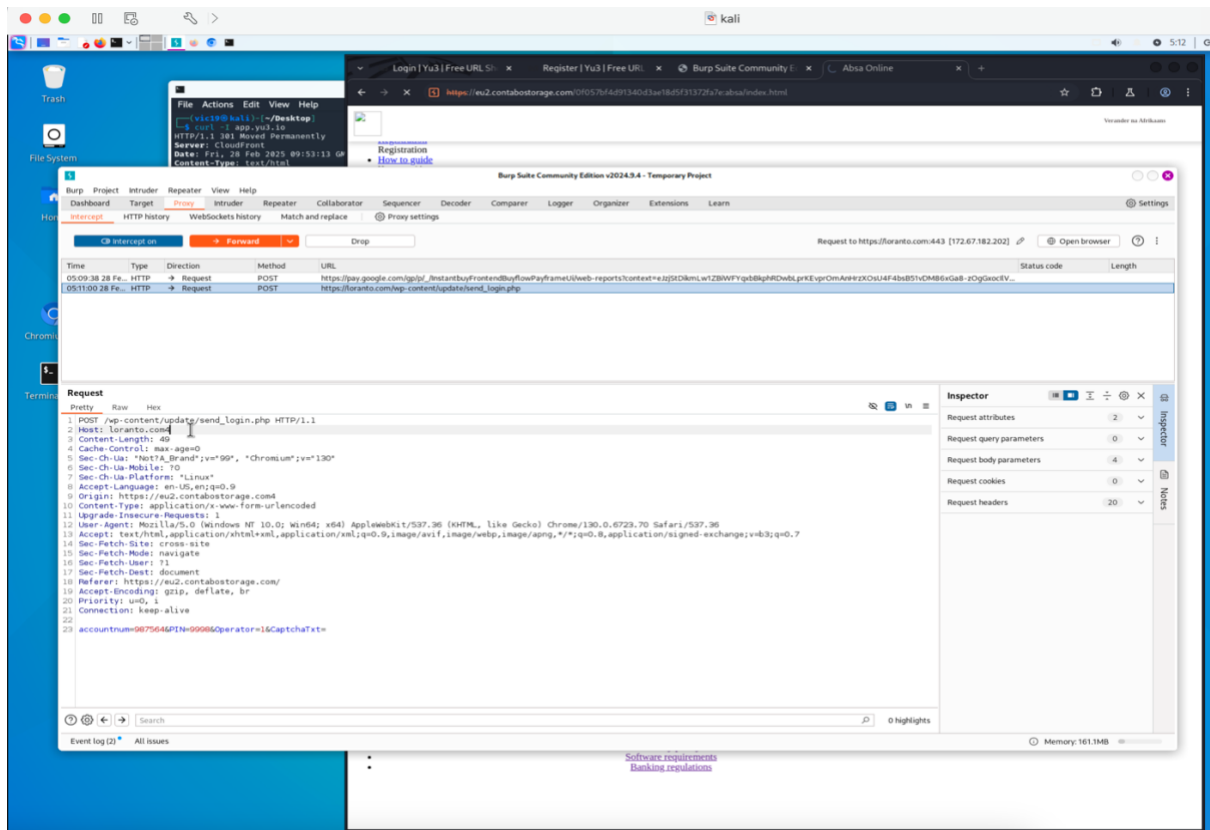 kali
5:12
Trash
File System
Terminal
File Actions Edit View Help
(vic19㉿kali)-[~/Desktop]
$ curl -I app.yu3.io
HTTP/1.1 301 Moved Permanently
Server: CloudFront
Date: Fri, 28 Feb 2025 09:53:13 GM
Content-Type: text/html
Login | Yu3 | Free URL Sh
Register | Yu3 | Free URL
Burp Suite Community E
Absa Online
https://eu2.contabostorage.com/0f057bf4d91340d3ae18d5f31372fa7e:absa/index.html
Verander na Afrikaans
Registration
Registration
How to guide
Burp Suite Community Edition v2024.9.4 - Temporary Project
Burp Project Intruder Repeater View Help
Dashboard Target Proxy Intruder Repeater Collaborator Sequencer Decoder Comparer Logger Organizer Extensions Learn
Settings
Intercept HTTP history WebSockets history Match and replace Proxy settings
Intercept on Forward Drop
Request to https://loranto.com:443 [172.67.182.202] Open browser
Time Type Direction Method URL Status code Length
05:09:38 28 Fe... HTTP → Request POST
05:11:00 28 Fe... HTTP → Request POST https://loranto.com/wp-content/update/send_login.php
Request
Pretty Raw Hex
1 POST /wp-content/update/send_login.php HTTP/1.1
2 Host: loranto.com4
3 Content-Length: 49
4 Cache-Control: max-age=0
5 Sec-Ch-Ua: "Not?A_Brand";v="99", "Chromium";v="130"
6 Sec-Ch-Ua-Mobile: ?0
7 Sec-Ch-Ua-Platform: "Linux"
8 Accept-Language: en-US,en;q=0.9
9 Origin: https://eu2.contabostorage.com4
10 Content-Type: application/x-www-form-urlencoded
11 Upgrade-Insecure-Requests: 1
12 User-Agent: Mozilla/5.0 (Windows NT 10.0; Win64; x64) AppleWebKit/537.36 (KHTML, like Gecko) Chrome/130.0.6723.70 Safari/537.36
13 Accept: text/html,application/xhtml+xml,application/xml;q=0.9,image/avif,image/webp,image/apng,*/*;q=0.8,application/signed-exchange;v=b3;q=0.7
14 Sec-Fetch-Site: cross-site
15 Sec-Fetch-Mode: navigate
16 Sec-Fetch-User: ?1
17 Sec-Fetch-Dest: document
18 Referer: https://eu2.contabostorage.com/
19 Accept-Encoding: gzip, deflate, br
20 Priority: u=0, i
21 Connection: keep-alive
22
23 accountnum=987564&PIN=9998&Operator=1&CaptchaTxt=
Inspector
Request attributes 2
Request query parameters 0
Request body parameters 4
Request cookies 0
Request headers 20
Inspector
Notes
Search
0 highlights
Event log (2) All issues
Memory: 161.1MB
Software requirements
Banking regulations